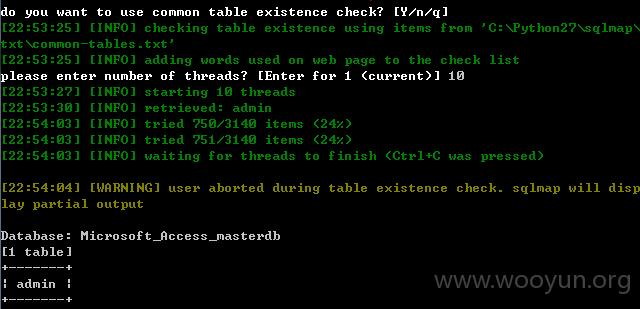 do you want to use common table existence check? [Y/n/q]
[22:53:25] [INFO] checking table existence using items from 'C:\Python27\sqlmap\
txt\common-tables.txt'
[22:53:25] [INFO] adding words used on web page to the check list
please enter number of threads? [Enter for 1 (current)] 10
[22:53:27] [INFO] starting 10 threads
[22:53:30] [INFO] retrieved: admin
[22:54:03] [INFO] tried 750/3140 items (24%)
[22:54:03] [INFO] tried 751/3140 items (24%)
[22:54:03] [INFO] waiting for threads to finish (Ctrl+C was pressed)
[22:54:04] [WARNING] user aborted during table existence check. sqlmap will disp
lay partial output
Database: Microsoft_Access_masterdb
[1 table]
+-------+
¦ admin ¦
+-------+
www.wooyun.org